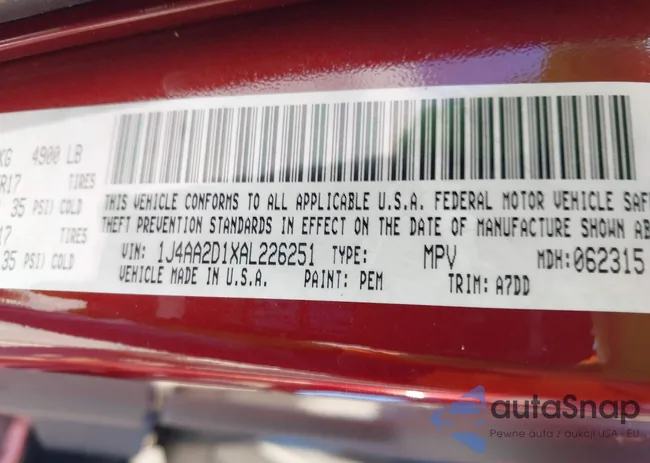 KG 4900 LB
R17 TIRES
35 PSI) COLD
17 TIRES
35 PSI) COLD
THIS VEHICLE CONFORMS TO ALL APPLICABLE U.S.A. FEDERAL MOTOR VEHICLE SAF
THEFT PREVENTION STANDARDS IN EFFECT ON THE DATE OF MANUFACTURE SHOWN AB
VIN: 1J4AA2D1XAL226251 TYPE: MPV MDH:062315
VEHICLE MADE IN U.S.A. PAINT: PEM TRIM: A7DD
autaSnap
Pewne auta z aukcji USA - EU